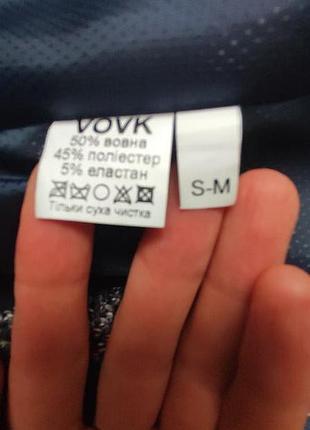 VOVK
50% вовна
45% поліестер
5% еластан
Тільки суха чистка
S-M